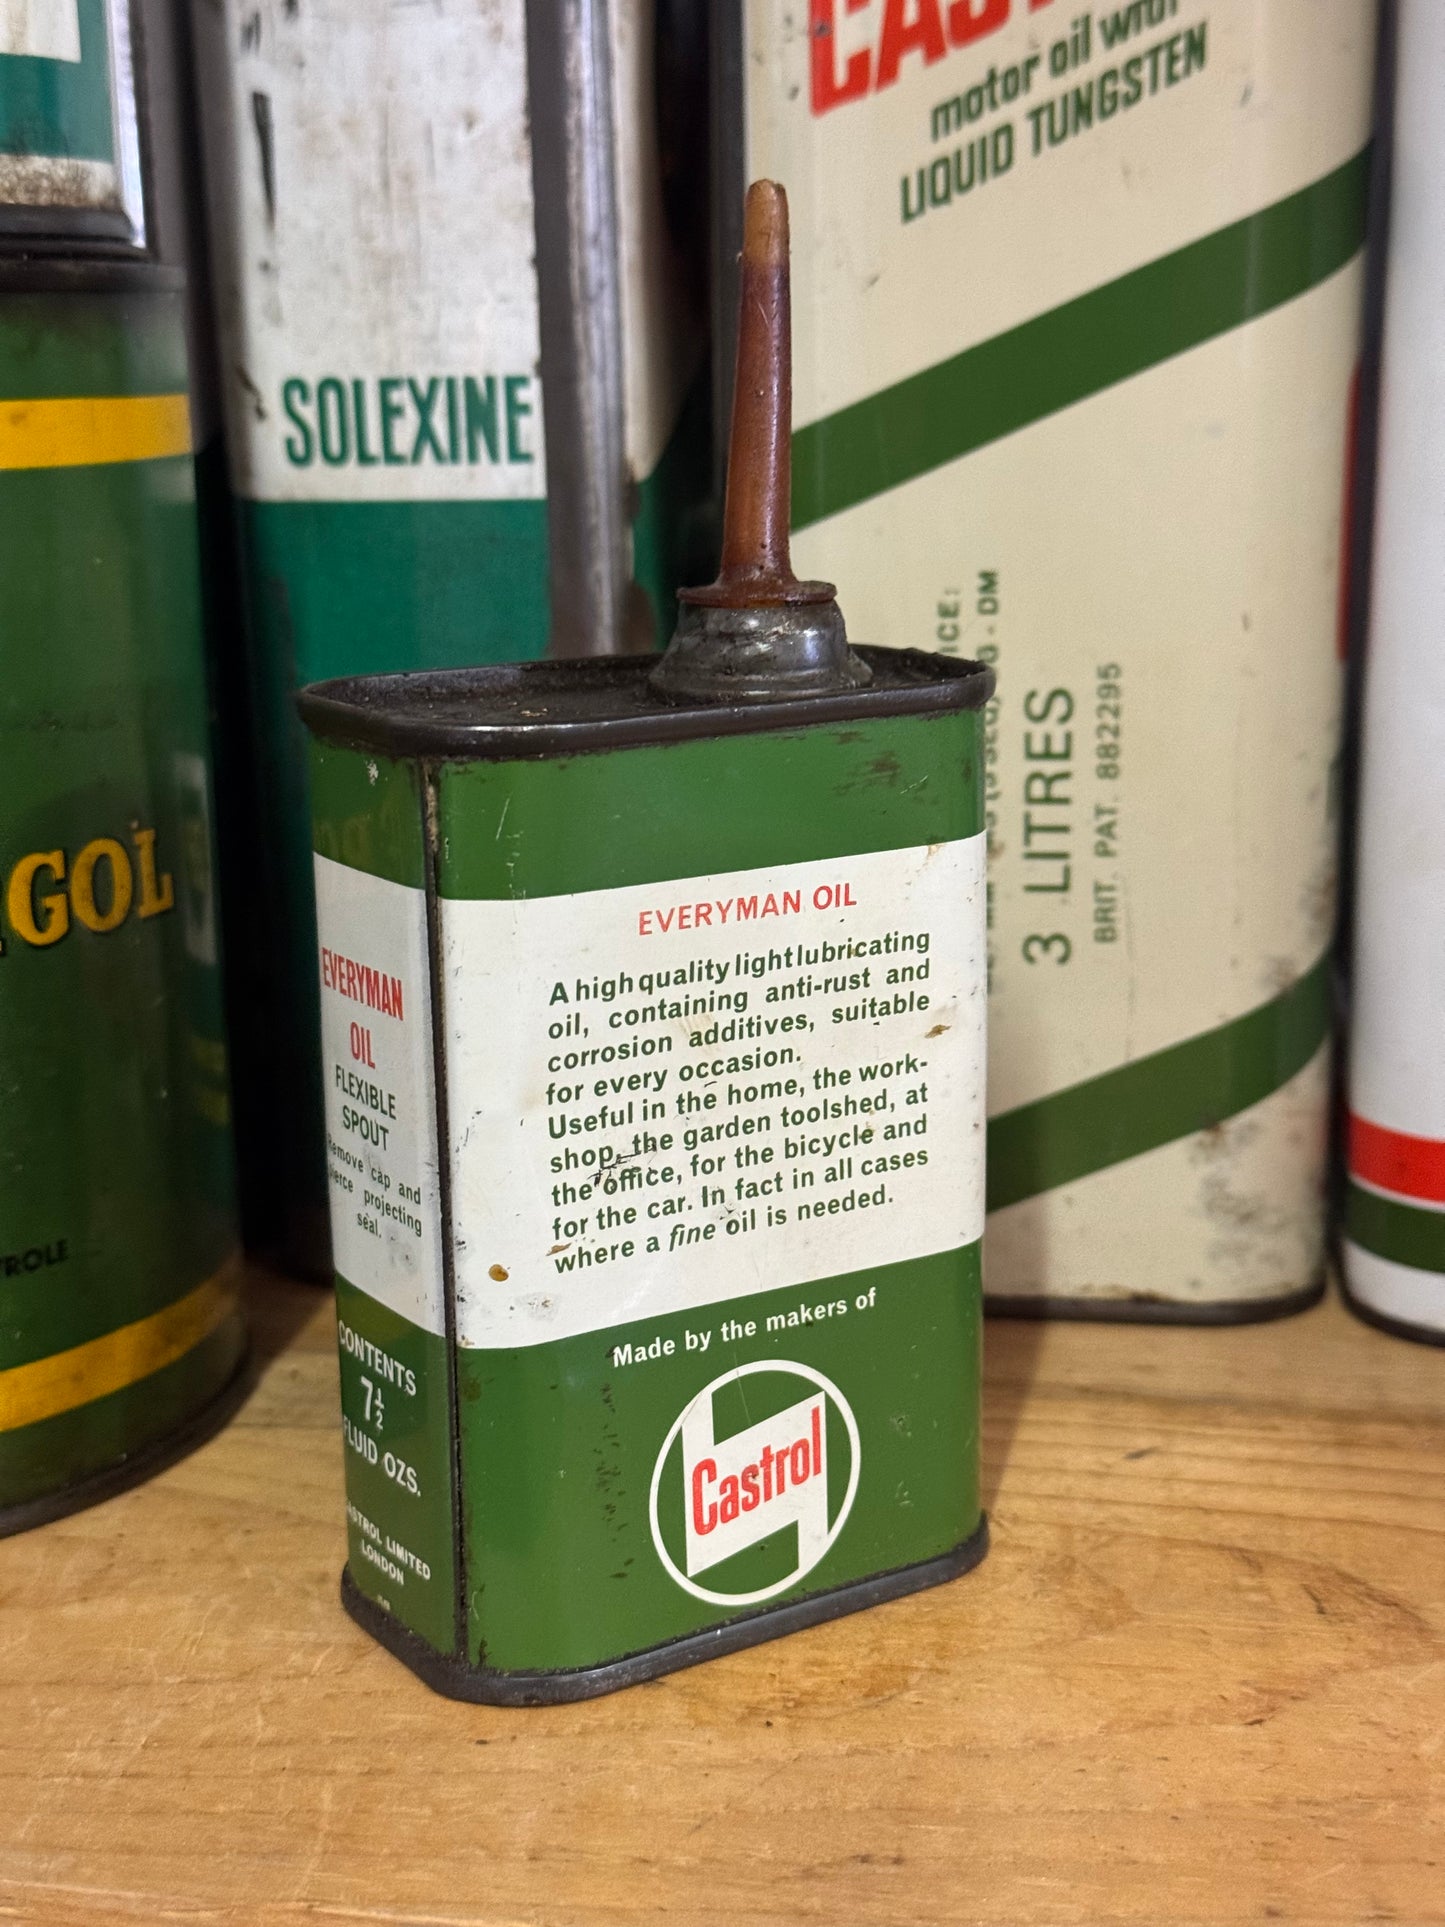 CAS
motor oil with
LIQUID TUNGSTEN
SOLEXINE
GOL
3 LITRES
BRIT. PAT. 882295
EVERYMAN OIL
A high quality light lubricating
oil, containing anti-rust and
corrosion additives, suitable
for every occasion.
Useful in the home, the work-
shop, the garden toolshed, at
the office, for the bicycle and
for the car. In fact in all cases
where a fine oil is needed.
Made by the makers of
Castrol
EVERYMAN
OIL
FLEXIBLE
SPOUT
Remove cap and
pierce projecting
seal.
CONTENTS
7½
FLUID OZS.
CASTROL LIMITED
LONDON